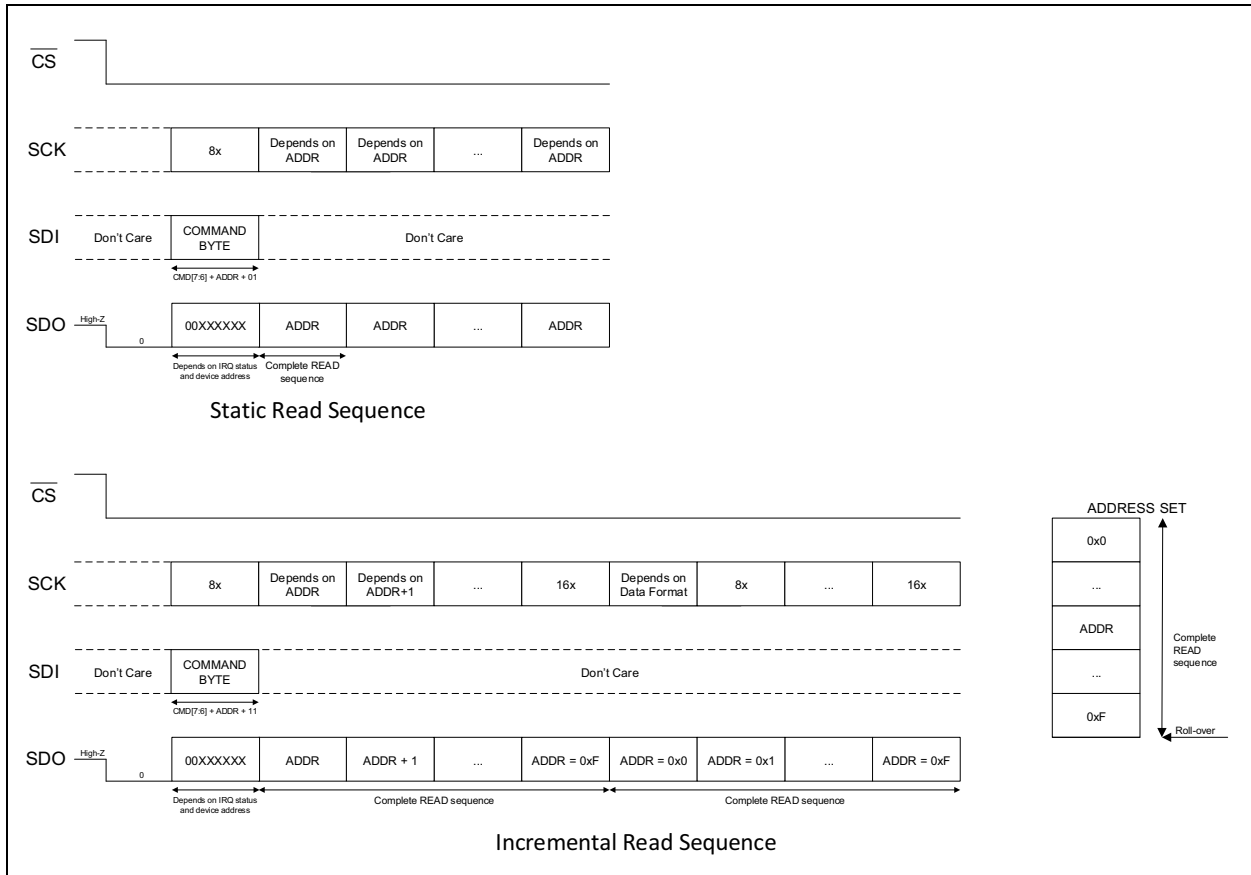 CS
SCK
8x
Depends on
ADDR
Depends on
ADDR
...
Depends on
ADDR
SDI
Don't Care
COMMAND
BYTE
Don't Care
CMD[7:6] + ADDR + 01
SDO
High-Z
0
00XXXXXX
ADDR
ADDR
...
ADDR
Depends on IRQ status
and device address
Complete READ
sequence
Static Read Sequence
CS
SCK
8x
Depends on
ADDR
Depends on
ADDR+1
...
16x
Depends on
Data Format
8x
...
16x
SDI
Don't Care
COMMAND
BYTE
Don't Care
CMD[7:6] + ADDR + 11
SDO
High-Z
0
00XXXXXX
ADDR
ADDR + 1
...
ADDR = 0xF
ADDR = 0x0
ADDR = 0x1
...
ADDR = 0xF
Depends on IRQ status
and device address
Complete READ sequence
Complete READ sequence
Incremental Read Sequence
ADDRESS SET
0x0
...
ADDR
...
0xF
Complete
READ
sequence
Roll-over